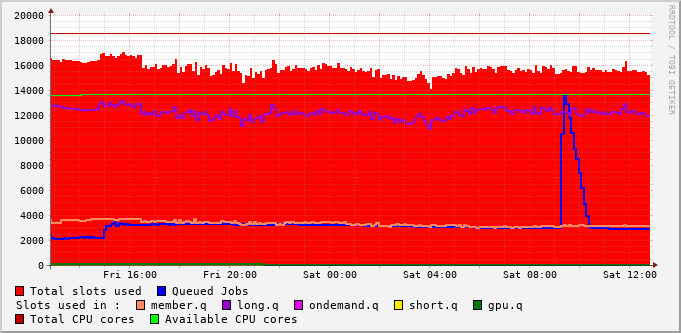 20000
18000
16000
14000
12000
10000
8000
6000
4000
2000
0
Fri 16:00 Fri 20:00 Sat 00:00 Sat 04:00 Sat 08:00 Sat 12:00
Total slots used Queued Jobs
Slots used in : member.q long.q ondemand.q short.q gpu.q
Total CPU cores Available CPU cores
RRDTOOL / TOBI OETIKER